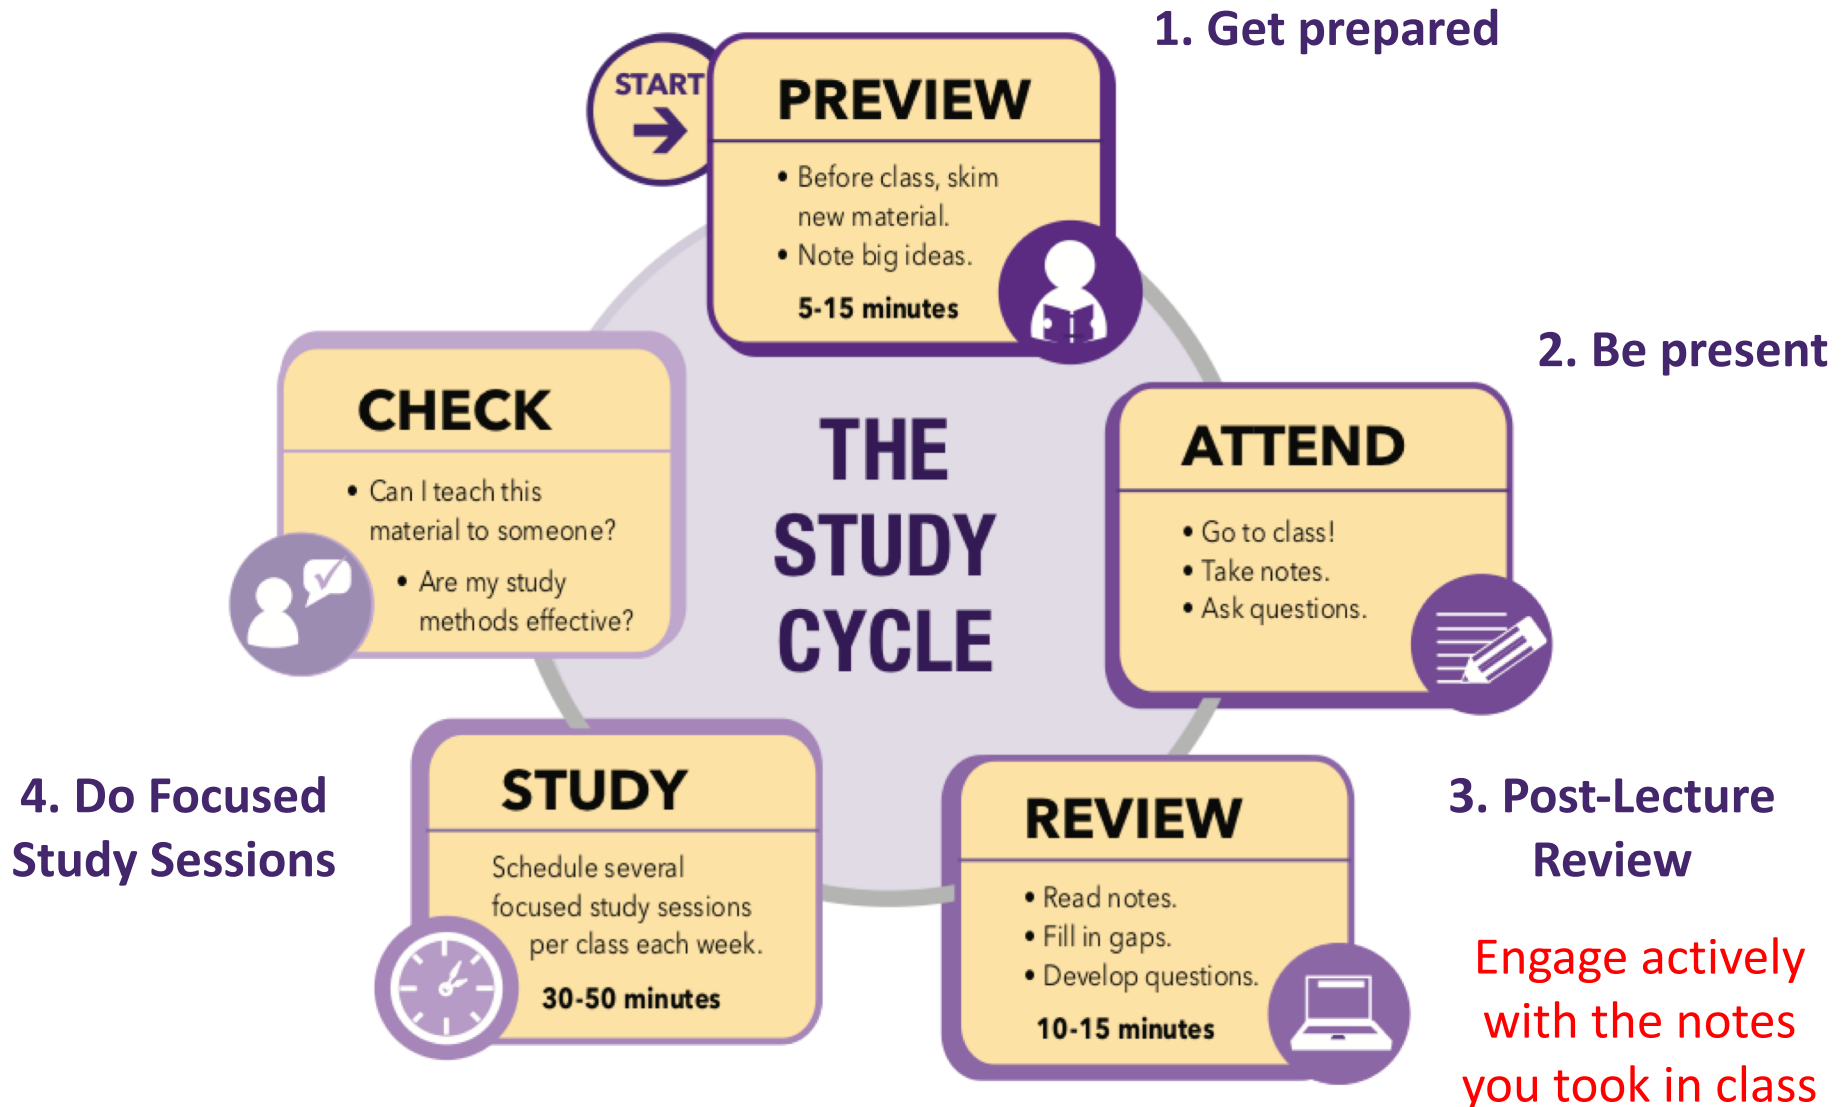 1. Get prepared
START
PREVIEW
• Before class, skim
new material.
• Note big ideas.
5-15 minutes
2. Be present
ATTEND
• Go to class!
• Take notes.
• Ask questions.
THE
STUDY
CYCLE
CHECK
• Can I teach this
material to someone?
• Are my study
methods effective?
3. Post-Lecture
Review
Engage actively
with the notes
you took in class
REVIEW
• Read notes.
• Fill in gaps.
• Develop questions.
10-15 minutes
4. Do Focused
Study Sessions
STUDY
Schedule several
focused study sessions
per class each week.
30-50 minutes